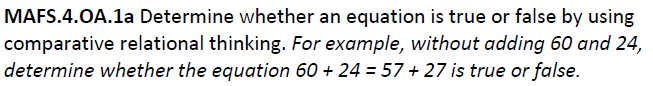 MAFS.4.OA.1a Determine whether an equation is true or false by using
comparative relational thinking. For example, without adding 60 and 24,
determine whether the equation 60 + 24 = 57 + 27 is true or false.